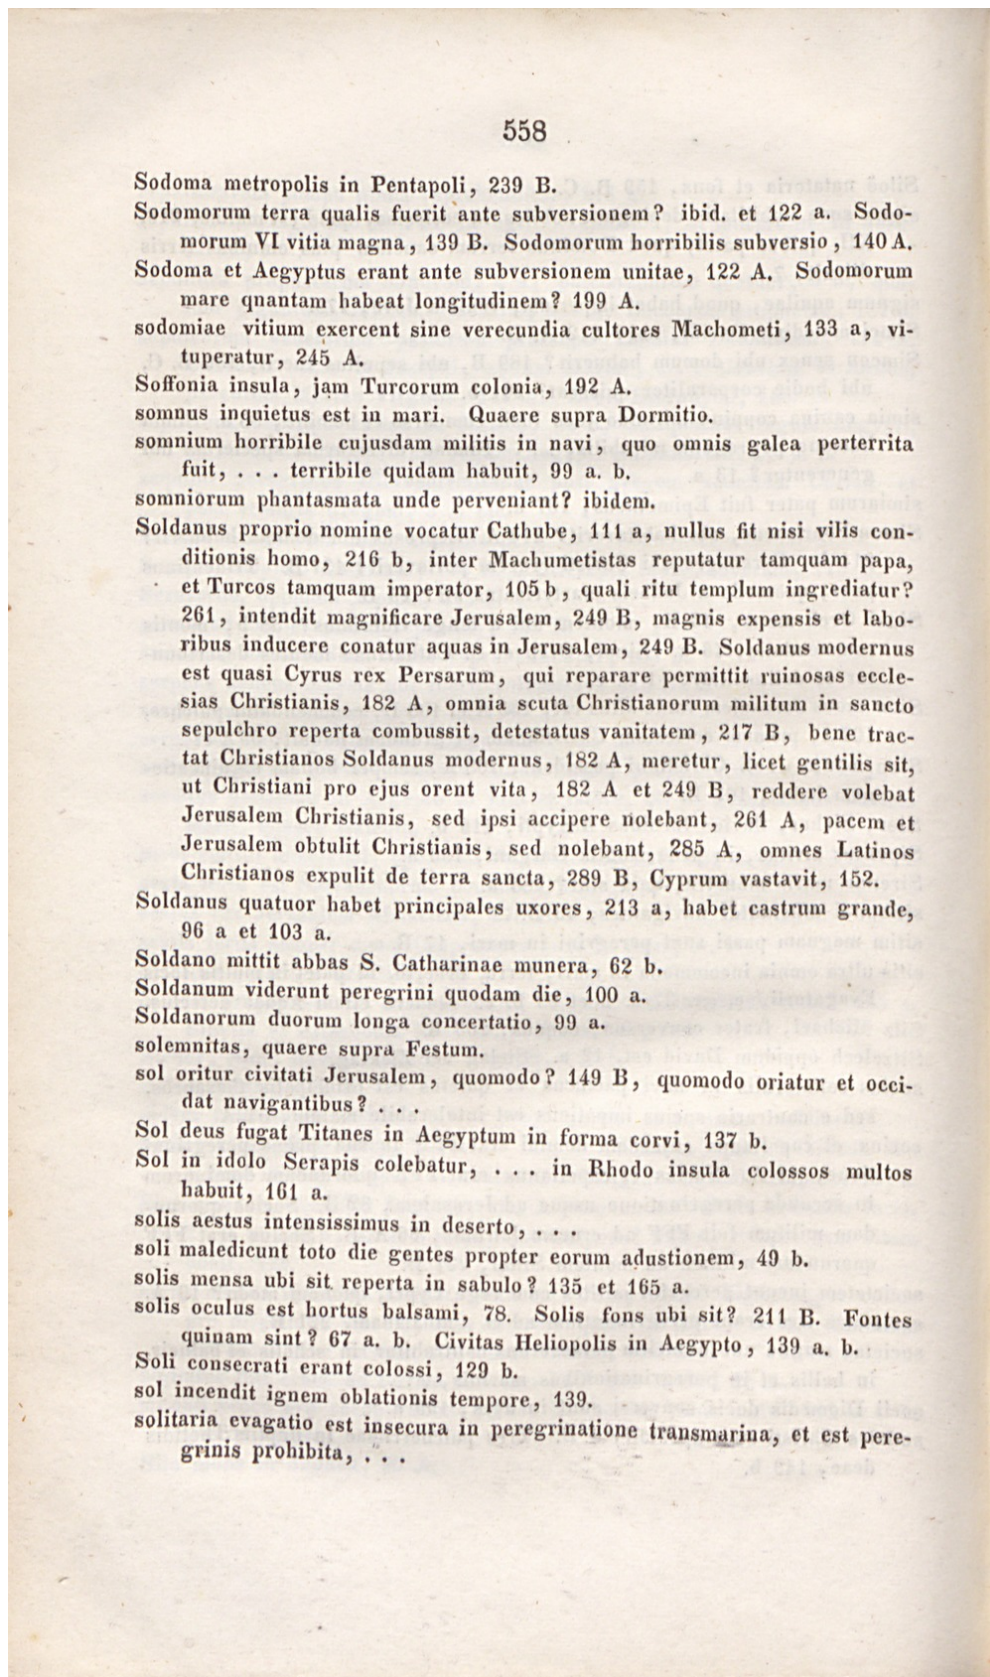 558
Sodoma metropolis in Pentapoli, 239 B.
Sodomorum terra qualis fuerit ante subversionem? ibid. et 122 a. Sodo-
morum VI vitia magna, 139 B. Sodomorum horribilis subversio, 140 A.
Sodoma et Aegyptus erant ante subversionem unitae, 122 A. Sodomorum
mare qnantam habeat longitudinem? 199 A.
sodomiae vitium exercent sine verecundia cultores Machometi, 133 a, vi-
tuperatur, 245 A.
Soffonia insula, jam Turcorum colonia, 192 A.
somnus inquietus est in mari. Quaere supra Dormitio.
somnium horribile cujusdam militis in navi, quo omnis galea perterrita
fuit, . . . terribile quidam habuit, 99 a. b.
somniorum phantasmata unde perveniant? ibidem.
Soldanus proprio nomine vocatur Cathube, 111 a, nullus fit nisi vilis con-
ditionis homo, 216 b, inter Machumetistas reputatur tamquam papa,
et Turcos tamquam imperator, 105 b, quali ritu templum ingrediatur?
261, intendit magnificare Jerusalem, 249 B, magnis expensis et labo-
ribus inducere conatur aquas in Jerusalem, 249 B. Soldanus modernus
est quasi Cyrus rex Persarum, qui reparare permittit ruinosas eccle-
sias Christianis, 182 A, omnia scuta Christianorum militum in sancto
sepulchro reperta combussit, detestatus vanitatem, 217 B, bene trac-
tat Christianos Soldanus modernus, 182 A, meretur, licet gentilis sit,
ut Christiani pro ejus orent vita, 182 A et 249 B, reddere volebat
Jerusalem Christianis, sed ipsi accipere nolebant, 261 A, pacem et
Jerusalem obtulit Christianis, sed nolebant, 285 A, omnes Latinos
Christianos expulit de terra sancta, 289 B, Cyprum vastavit, 152.
Soldanus quatuor habet principales uxores, 213 a, habet castrum grande,
96 a et 103 a.
Soldano mittit abbas S. Catharinae munera, 62 b.
Soldanum viderunt peregrini quodam die, 100 a.
Soldanorum duorum longa concertatio, 99 a.
solemnitas, quaere supra Festum.
sol oritur civitati Jerusalem, quomodo? 149 B, quomodo oriatur et occi-
dat navigantibus? . . .
Sol deus fugat Titanes in Aegyptum in forma corvi, 137 b.
Sol in idolo Serapis colebatur, . . . in Rhodo insula colossos multos
habuit, 161 a.
solis aestus intensissimus in deserto, . . .
soli maledicunt toto die gentes propter eorum adustionem, 49 b.
solis mensa ubi sit reperta in sabulo? 135 et 165 a.
solis oculus est hortus balsami, 78. Solis fons ubi sit? 211 B. Fontes
quinam sint? 67 a. b. Civitas Heliopolis in Aegypto, 139 a. b.
Soli consecrati erant colossi, 129 b.
sol incendit ignem oblationis tempore, 139.
solitaria evagatio est insecura in peregrinatione transmarina, et est pere-
grinis prohibita, . . .